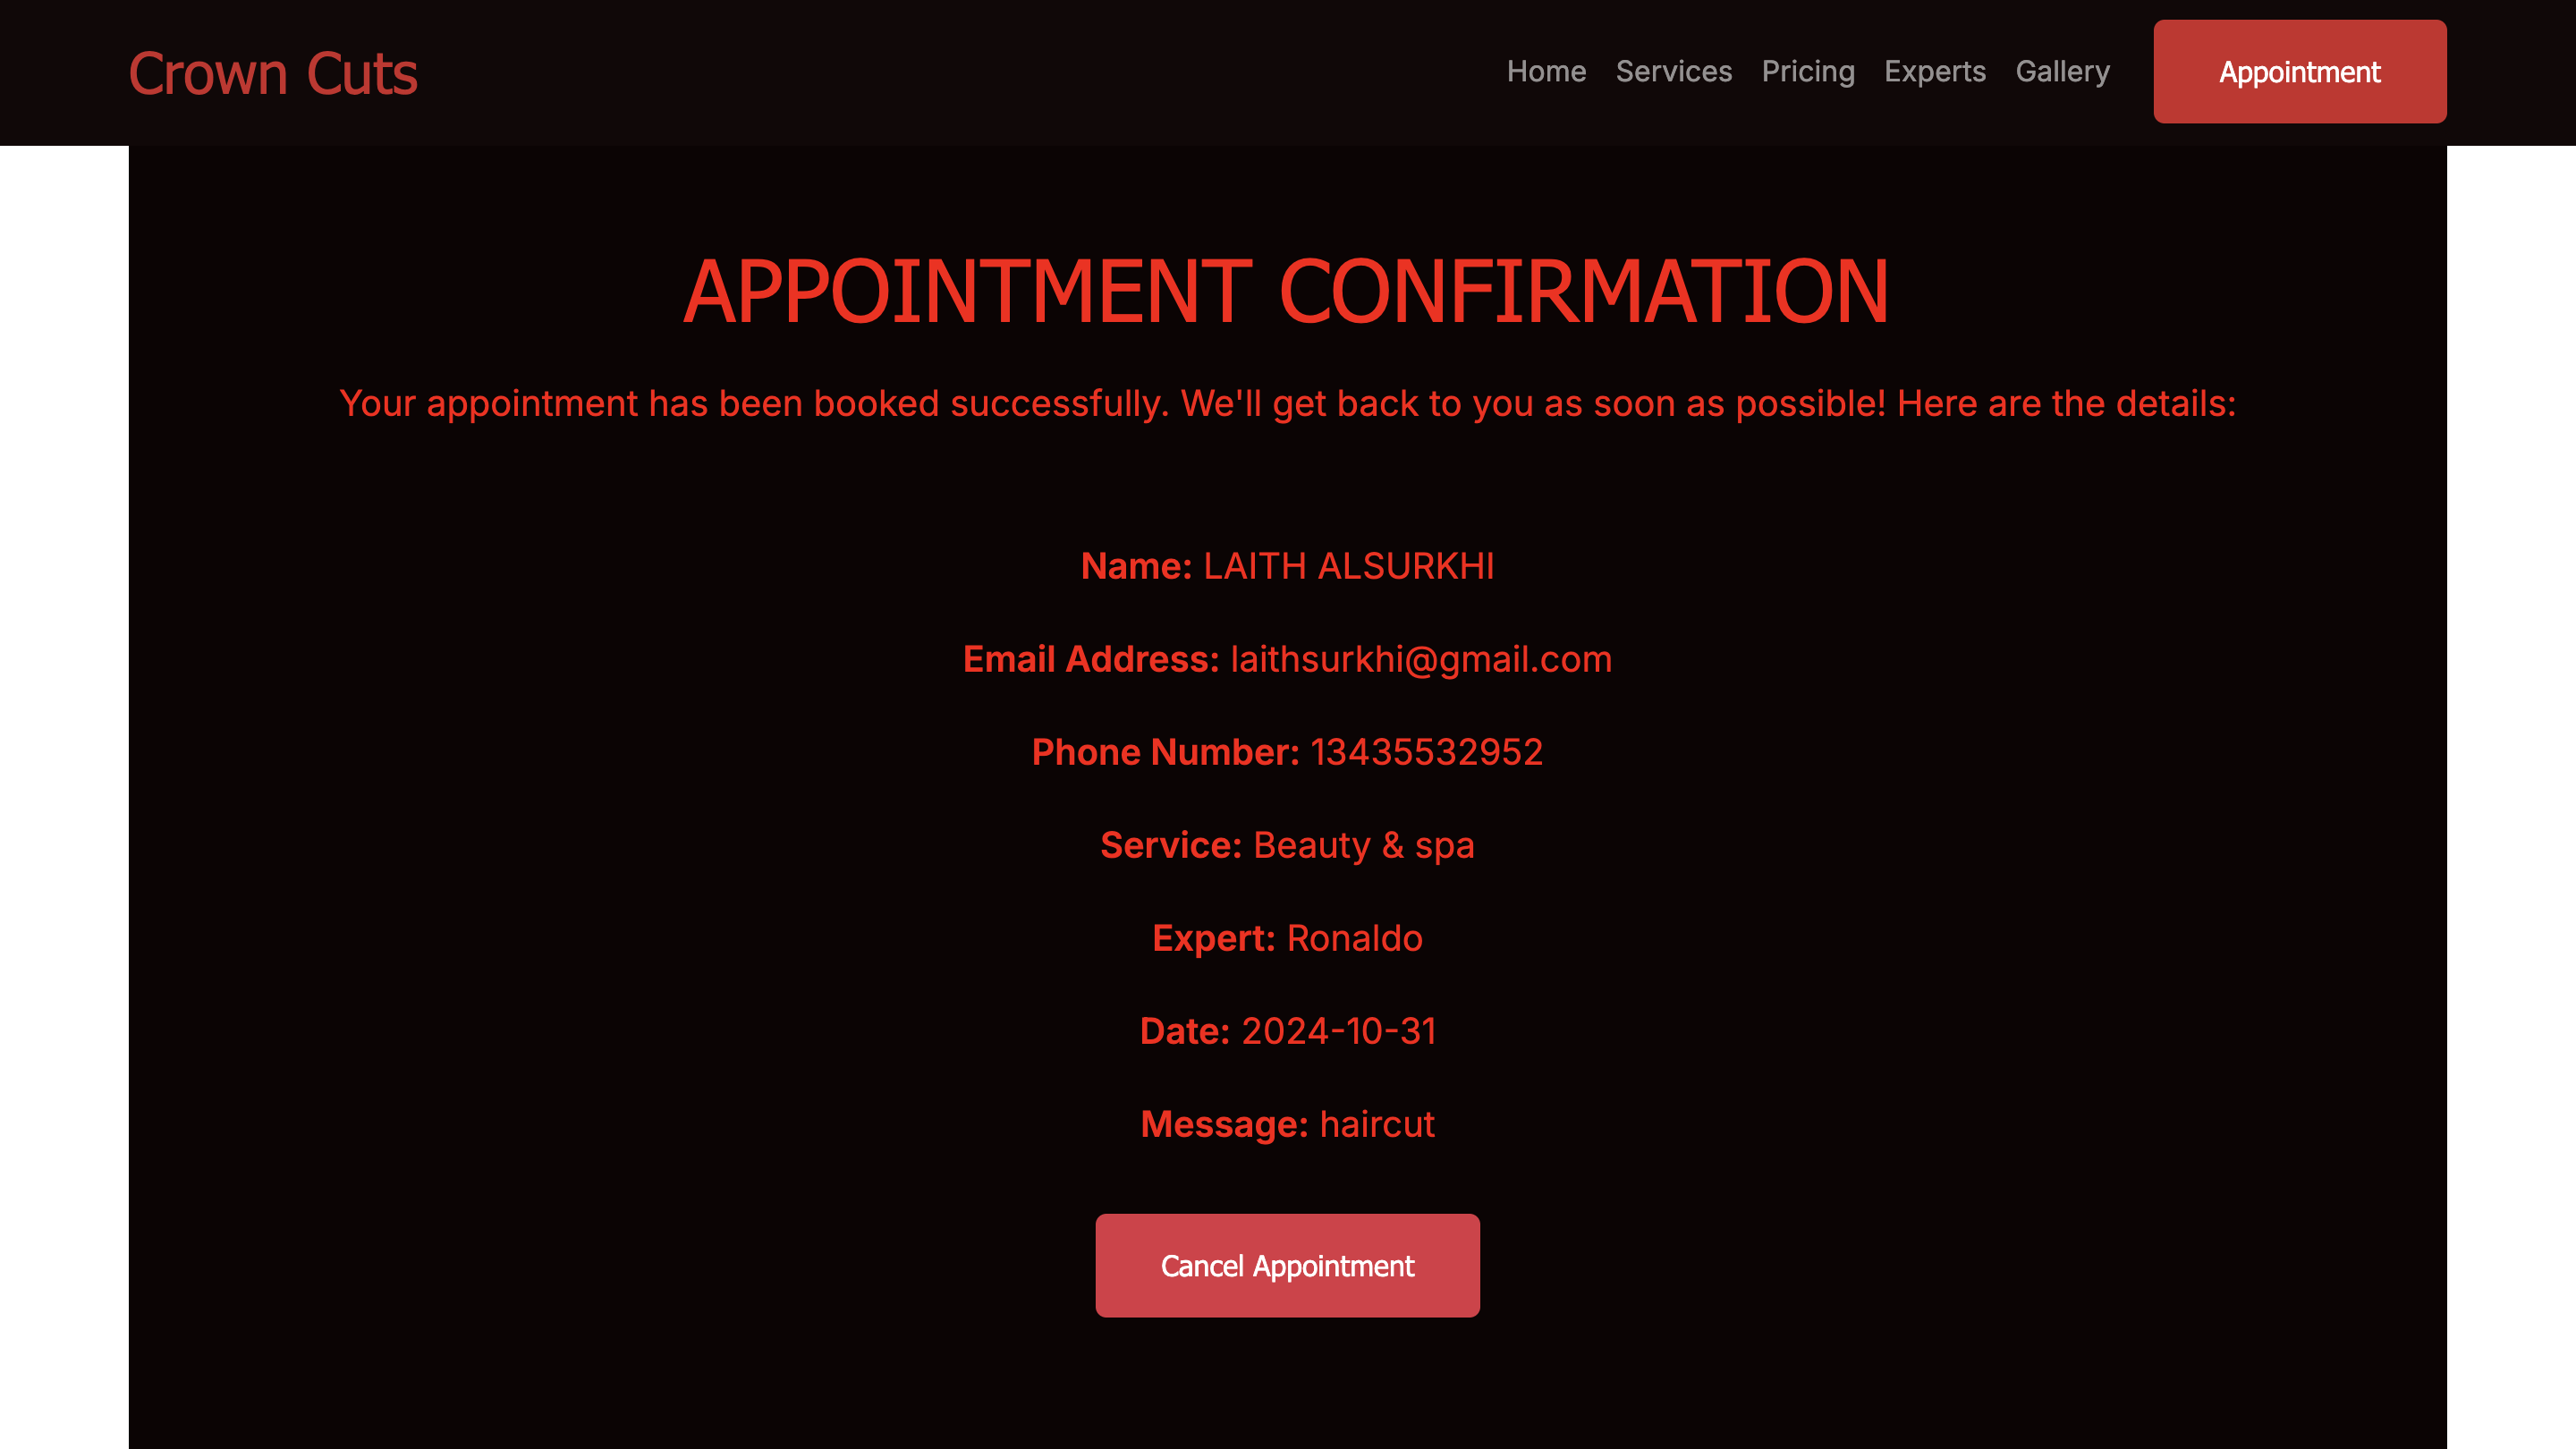 Crown Cuts
Home Services Pricing Experts Gallery Appointment
APPOINTMENT CONFIRMATION
Your appointment has been booked successfully. We'll get back to you as soon as possible! Here are the details:
Name: LAITH ALSURKHI
Email Address: laithsurkhi@gmail.com
Phone Number: 13435532952
Service: Beauty & spa
Expert: Ronaldo
Date: 2024-10-31
Message: haircut
Cancel Appointment